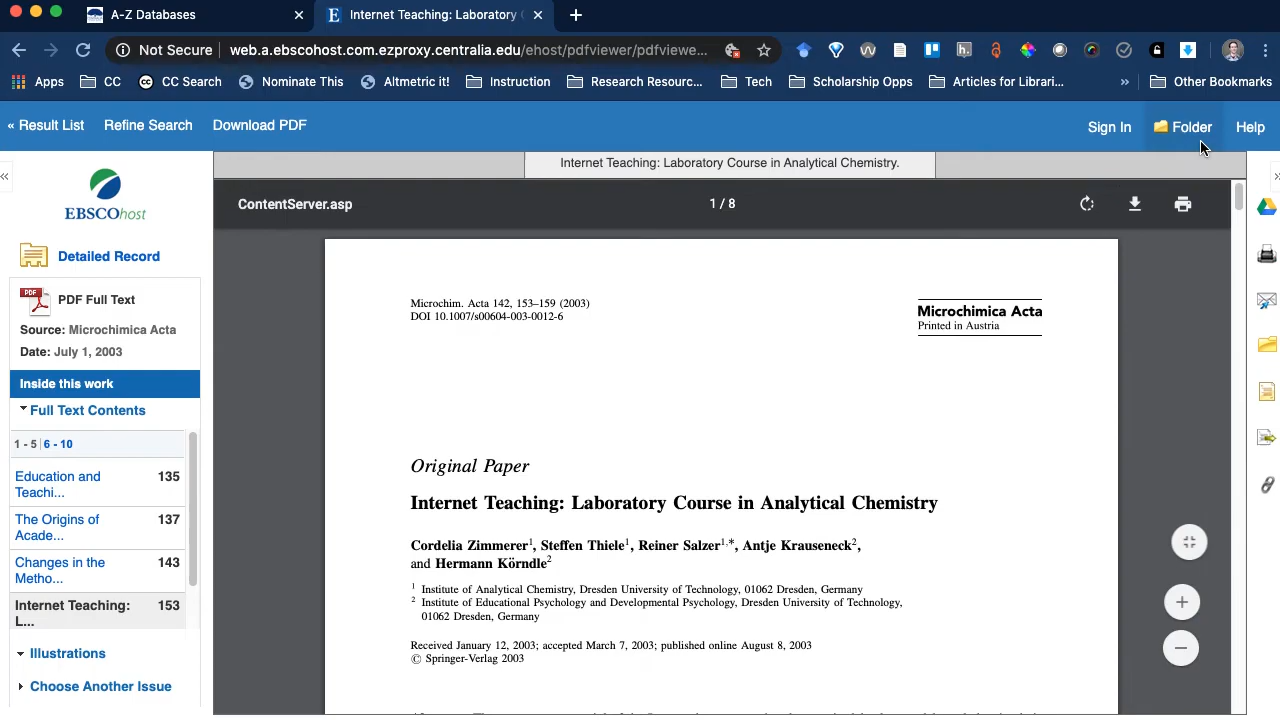 A-Z Databases
Internet Teaching: Laboratory
Not Secure
web.a.ebscohost.com.ezproxy.centralia.edu/ehost/pdfviewer/pdfviewe...
Apps
CC
CC Search
Nominate This
Altmetric it!
Instruction
Research Resourc...
Tech
Scholarship Opps
Articles for Librari...
»
Other Bookmarks
« Result List
Refine Search
Download PDF
Sign In
Folder
Help
Internet Teaching: Laboratory Course in Analytical Chemistry.
EBSCOhost
Detailed Record
PDF Full Text
Source: Microchimica Acta
Date: July 1, 2003
Inside this work
Full Text Contents
1 - 5 | 6 - 10
Education and 135
Teachi...
The Origins of 137
Acade...
Changes in the 143
Metho...
Internet Teaching: 153
L...
Illustrations
Choose Another Issue
ContentServer.asp
1 / 8
Microchim. Acta 142, 153–159 (2003)
DOI 10.1007/s00604-003-0012-6
Microchimica Acta
Printed in Austria
Original Paper
Internet Teaching: Laboratory Course in Analytical Chemistry
Cordelia Zimmerer1, Steffen Thiele1, Reiner Salzer1,*, Antje Krauseneck2,
and Hermann Körndle2
1 Institute of Analytical Chemistry, Dresden University of Technology, 01062 Dresden, Germany
2 Institute of Educational Psychology and Developmental Psychology, Dresden University of Technology,
01062 Dresden, Germany
Received January 12, 2003; accepted March 7, 2003; published online August 8, 2003
© Springer-Verlag 2003